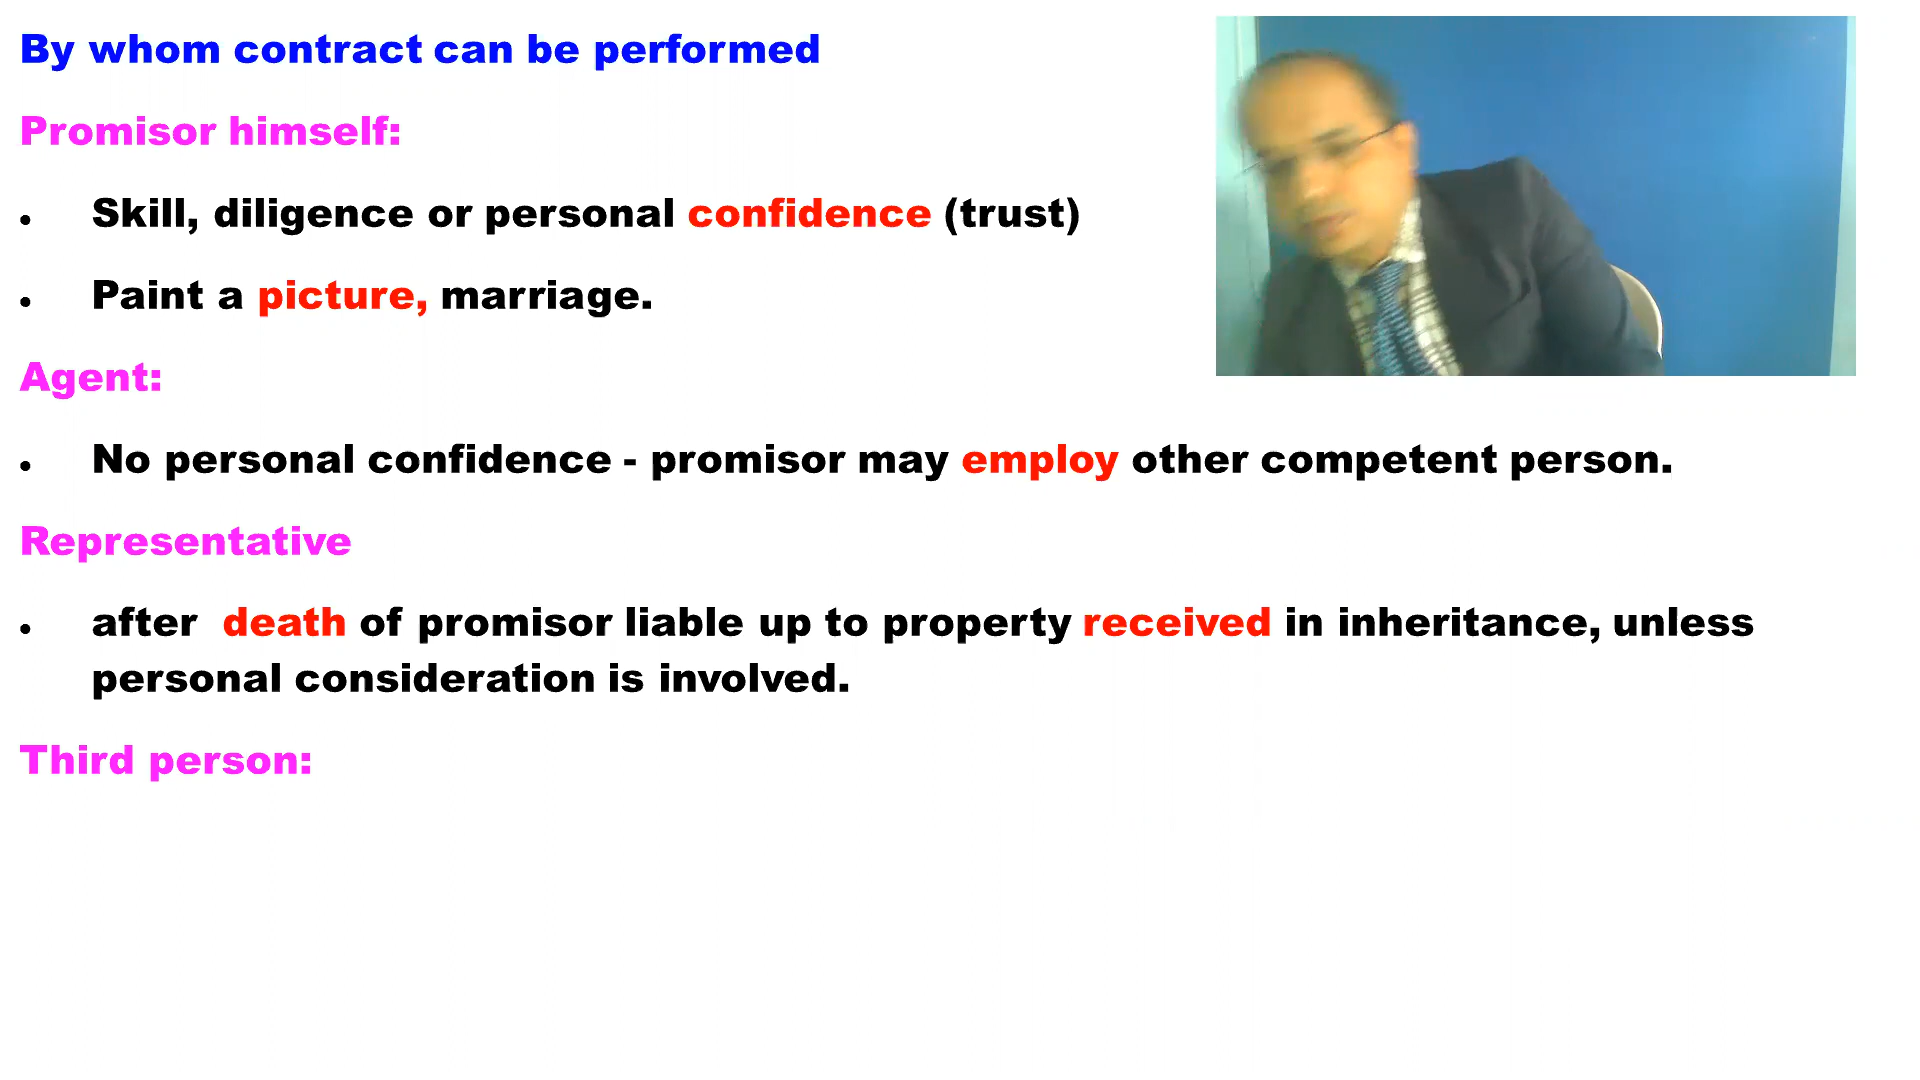 By whom contract can be performed
Promisor himself:
• Skill, diligence or personal confidence (trust)
• Paint a picture, marriage.
Agent:
• No personal confidence - promisor may employ other competent person.
Representative
• after death of promisor liable up to property received in inheritance, unless
personal consideration is involved.
Third person: